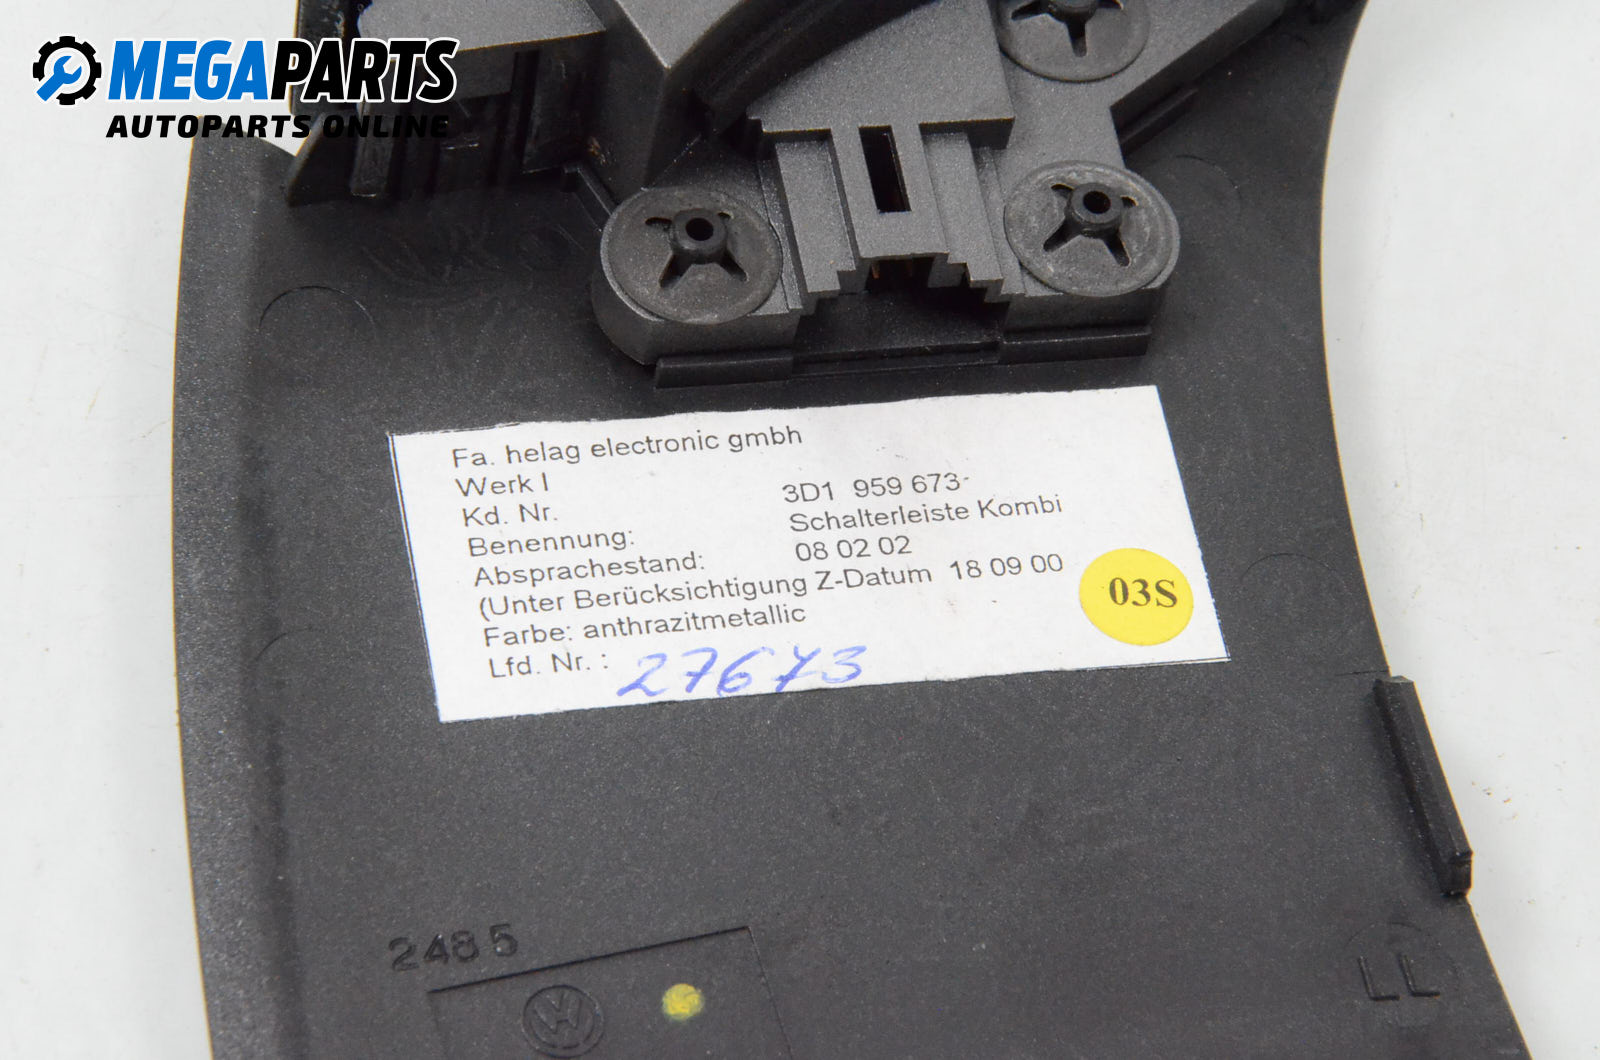 MEGAPARTS
AUTOPARTS ONLINE
Fa. helag electronic gmbh
Werk I
Kd. Nr. 3D1 959 673-
Benennung: Schalterleiste Kombi
Absprachestand: 08 02 02
(Unter Berücksichtigung Z-Datum 18 09 00
Farbe: anthrazitmetallic
Lfd. Nr. : 27673
03S
2485
LL